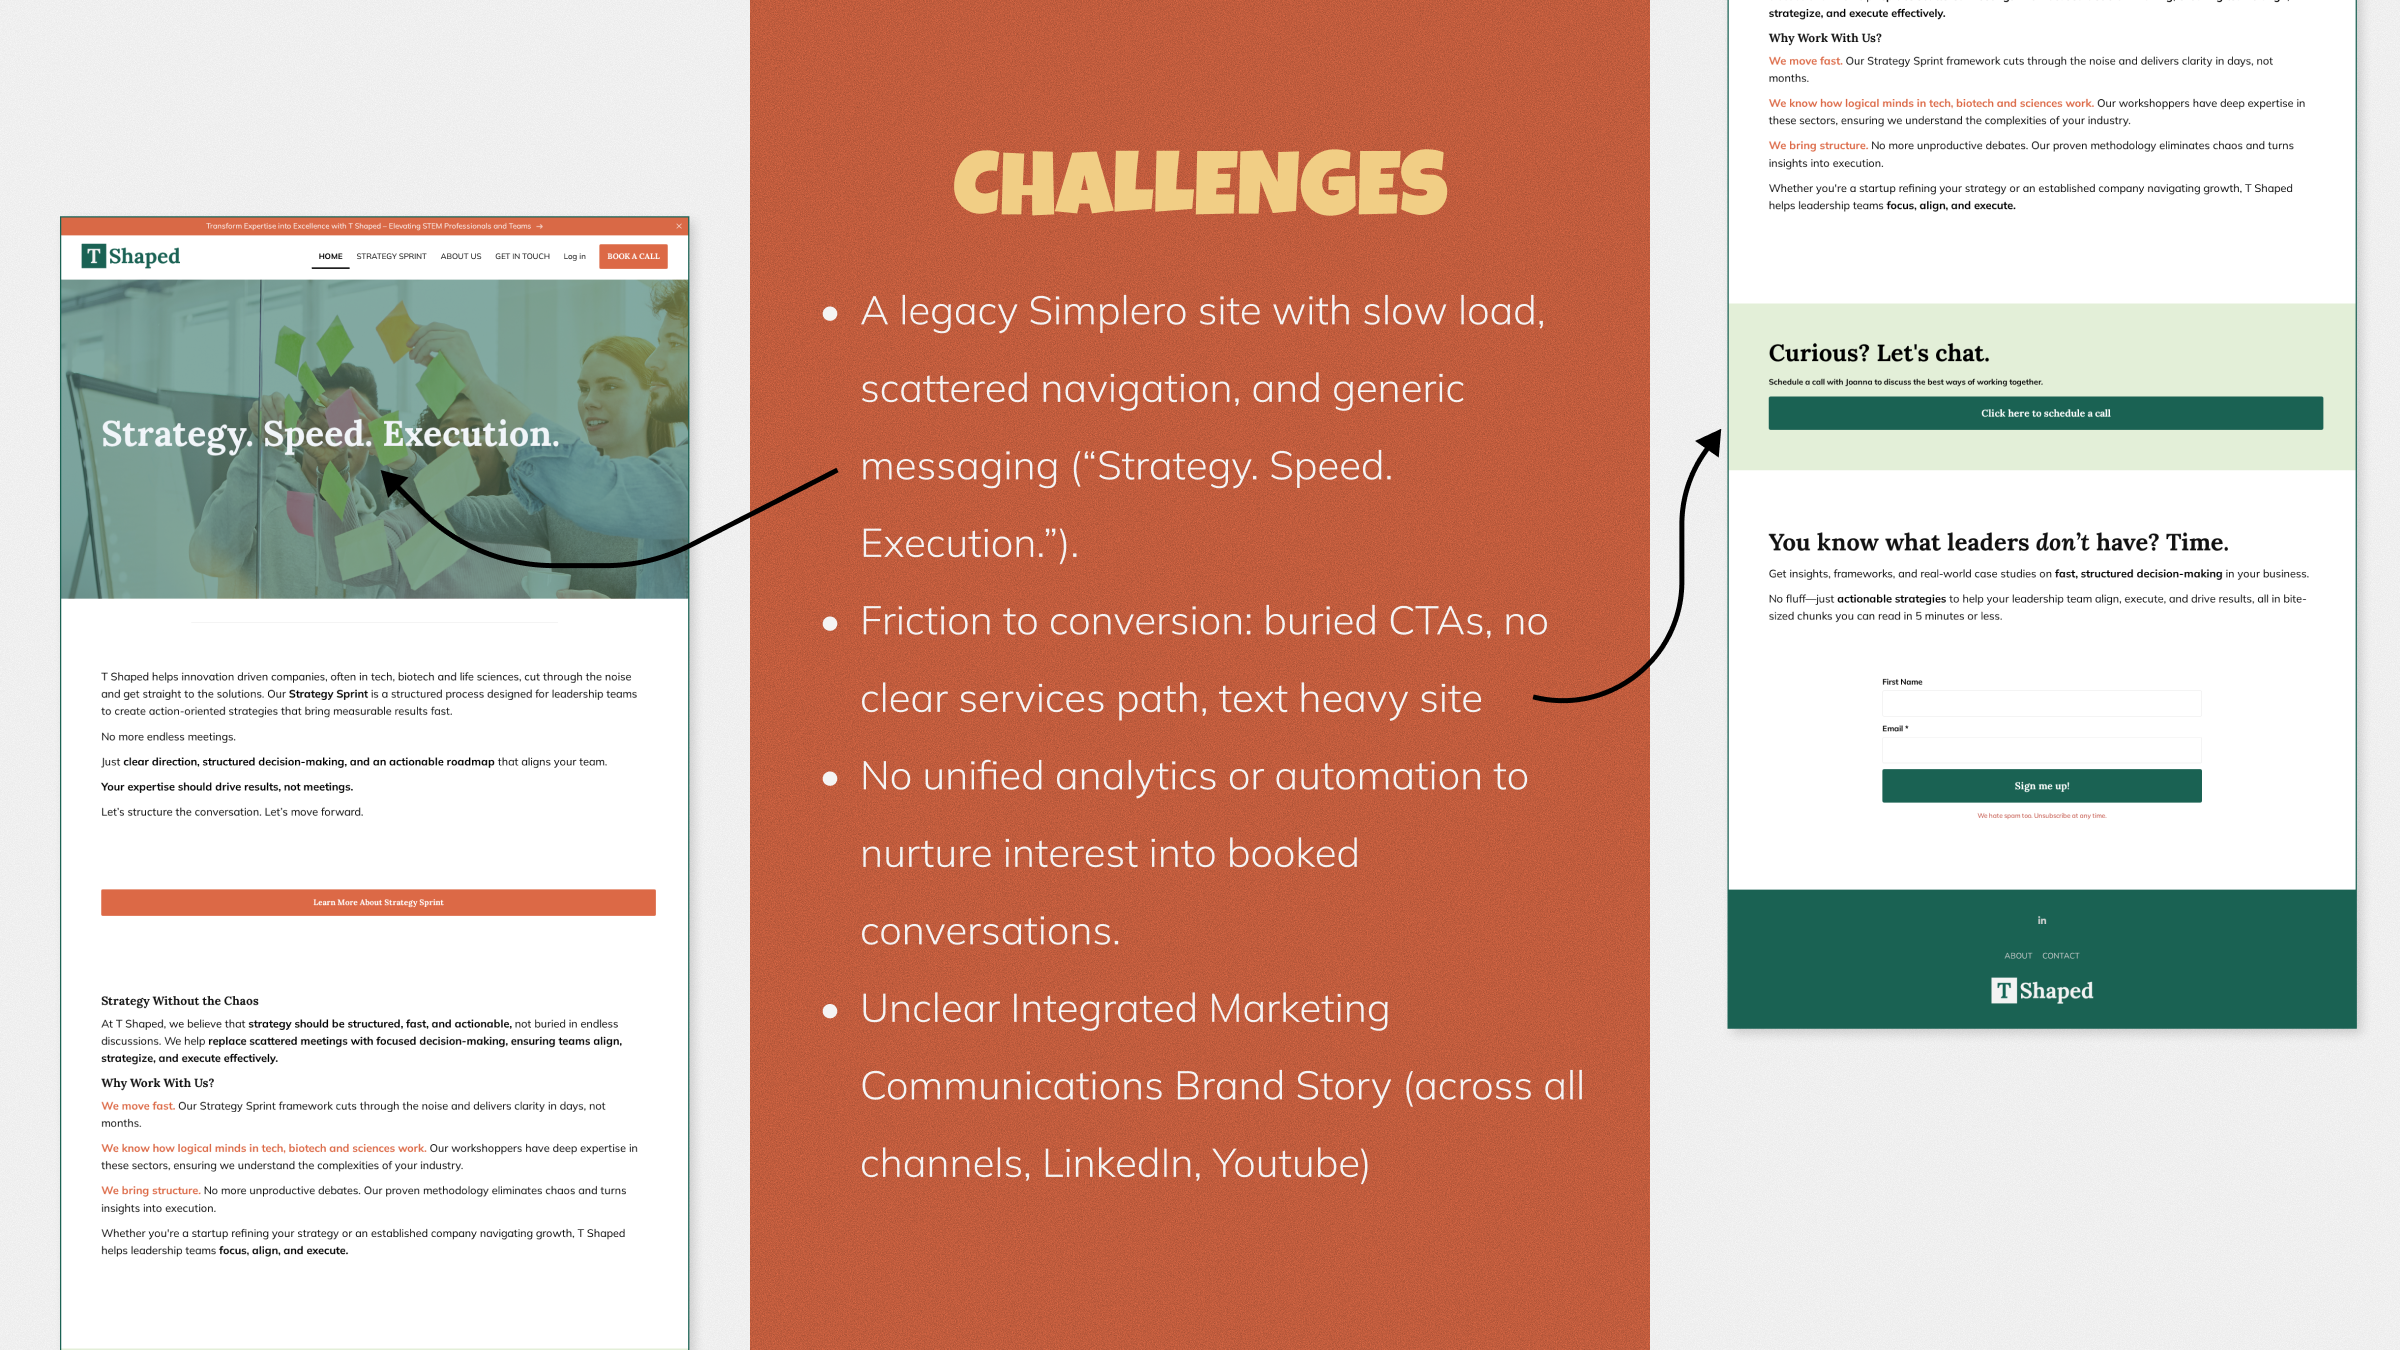 Transform Expertise into Excellence with T Shaped – Elevating STEM Professionals and Teams →
×
T Shaped
HOME
STRATEGY SPRINT
ABOUT US
GET IN TOUCH
Log in
BOOK A CALL
Strategy. Speed. Execution.
T Shaped helps innovation driven companies, often in tech, biotech and life sciences, cut through the noise
and get straight to the solutions. Our Strategy Sprint is a structured process designed for leadership teams
to create action-oriented strategies that bring measurable results fast.
No more endless meetings.
Just clear direction, structured decision-making, and an actionable roadmap that aligns your team.
Your expertise should drive results, not meetings.
Let's structure the conversation. Let's move forward.
Learn More About Strategy Sprint
Strategy Without the Chaos
At T Shaped, we believe that strategy should be structured, fast, and actionable, not buried in endless
discussions. We help replace scattered meetings with focused decision-making, ensuring teams align,
strategize, and execute effectively.
Why Work With Us?
We move fast. Our Strategy Sprint framework cuts through the noise and delivers clarity in days, not
months.
We know how logical minds in tech, biotech and sciences work. Our workshoppers have deep expertise in
these sectors, ensuring we understand the complexities of your industry.
We bring structure. No more unproductive debates. Our proven methodology eliminates chaos and turns
insights into execution.
Whether you're a startup refining your strategy or an established company navigating growth, T Shaped
helps leadership teams focus, align, and execute.
CHALLENGES
● A legacy Simplero site with slow load,
scattered navigation, and generic
messaging (“Strategy. Speed.
Execution.”).
● Friction to conversion: buried CTAs, no
clear services path, text heavy site
● No unified analytics or automation to
nurture interest into booked
conversations.
● Unclear Integrated Marketing
Communications Brand Story (across all
channels, LinkedIn, Youtube)
strategize, and execute effectively.
Why Work With Us?
We move fast. Our Strategy Sprint framework cuts through the noise and delivers clarity in days, not
months.
We know how logical minds in tech, biotech and sciences work. Our workshoppers have deep expertise in
these sectors, ensuring we understand the complexities of your industry.
We bring structure. No more unproductive debates. Our proven methodology eliminates chaos and turns
insights into execution.
Whether you're a startup refining your strategy or an established company navigating growth, T Shaped
helps leadership teams focus, align, and execute.
Curious? Let's chat.
Schedule a call with Joanna to discuss the best ways of working together.
Click here to schedule a call
You know what leaders don't have? Time.
Get insights, frameworks, and real-world case studies on fast, structured decision-making in your business.
No fluff—just actionable strategies to help your leadership team align, execute, and drive results, all in bite-
sized chunks you can read in 5 minutes or less.
First Name
Email *
Sign me up!
We hate spam too. Unsubscribe at any time.
in
ABOUT CONTACT
T Shaped